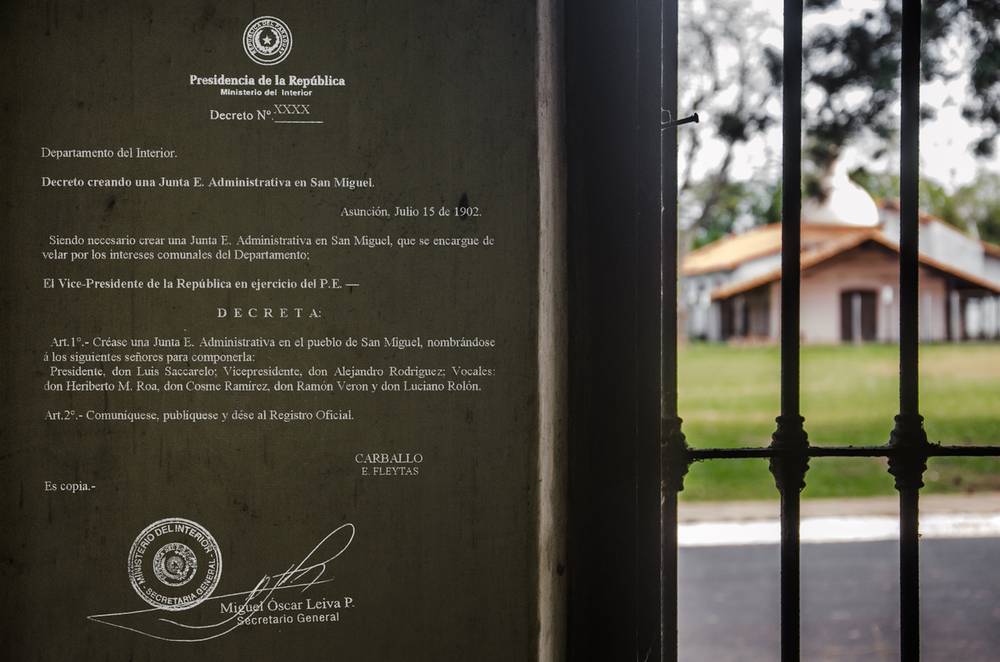 REPUBLICA DEL PARAGUAY
Presidencia de la República
Ministerio del Interior
Decreto Nº. XXXX
Departamento del Interior.
Decreto creando una Junta E. Administrativa en San Miguel.
Asunción, Julio 15 de 1902.
Siendo necesario crear una Junta E. Administrativa en San Miguel, que se encargue de
velar por los intereses comunales del Departamento;
El Vice-Presidente de la República en ejercicio del P.E. —
D E C R E T A:
Art.1°.- Créase una Junta E. Administrativa en el pueblo de San Miguel, nombrándose
á los siguientes señores para componerla:
Presidente, don Luis Saccarelo; Vicepresidente, don Alejandro Rodriguez; Vocales:
don Heriberto M. Roa, don Cosme Ramírez, don Ramón Veron y don Luciano Rolón.
Art.2°.- Comuníquese, publíquese y dése al Registro Oficial.
CARBALLO
E. FLEYTAS
Es copia.-
MINISTERIO DEL INTERIOR
- SECRETARIA GENERAL -
Miguel Óscar Leiva P.
Secretario General